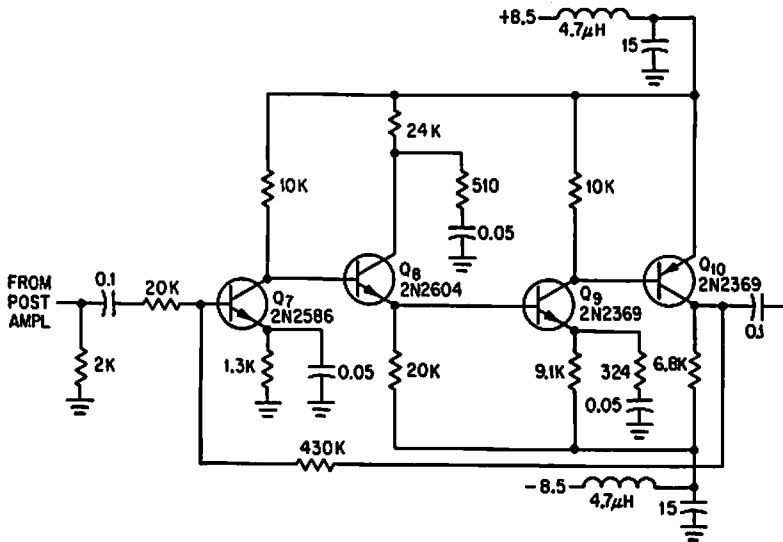 +8.5
4.7μH
15
24K
10K
510
10K
0.05
FROM
POST
AMPL
0.1
20K
Q7
2N2586
Q8
2N2604
Q9
2N2369
Q10
2N2369
0.1
2K
1.3K
0.05
20K
9.1K
324
0.05
6.8K
430K
-8.5
4.7μH
15